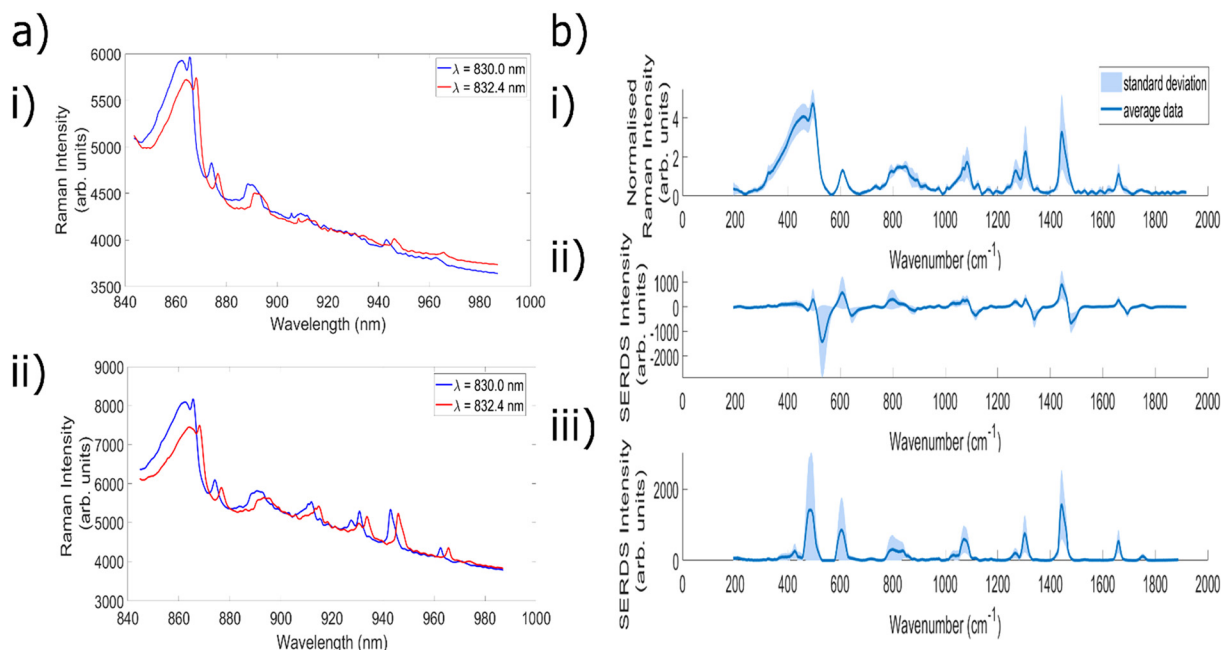 a)
i)
Raman Intensity
(arb. units)
6000
5500
5000
4500
4000
3500
840 860 880 900 920 940 960 980 1000
Wavelength (nm)
λ = 830.0 nm
λ = 832.4 nm
ii)
Raman Intensity
(arb. units)
9000
8000
7000
6000
5000
4000
3000
840 860 880 900 920 940 960 980 1000
Wavelength (nm)
λ = 830.0 nm
λ = 832.4 nm
b)
i)
Normalised
Raman Intensity
(arb. units)
4
2
0
0 200 400 600 800 1000 1200 1400 1600 1800 2000
Wavenumber (cm-1)
standard deviation
average data
ii)
SERDS Intensity
(arb. units)
1000
0
-1000
-2000
0 200 400 600 800 1000 1200 1400 1600 1800 2000
Wavenumber (cm-1)
iii)
SERDS Intensity
(arb. units)
2000
0
0 200 400 600 800 1000 1200 1400 1600 1800 2000
Wavenumber (cm-1)